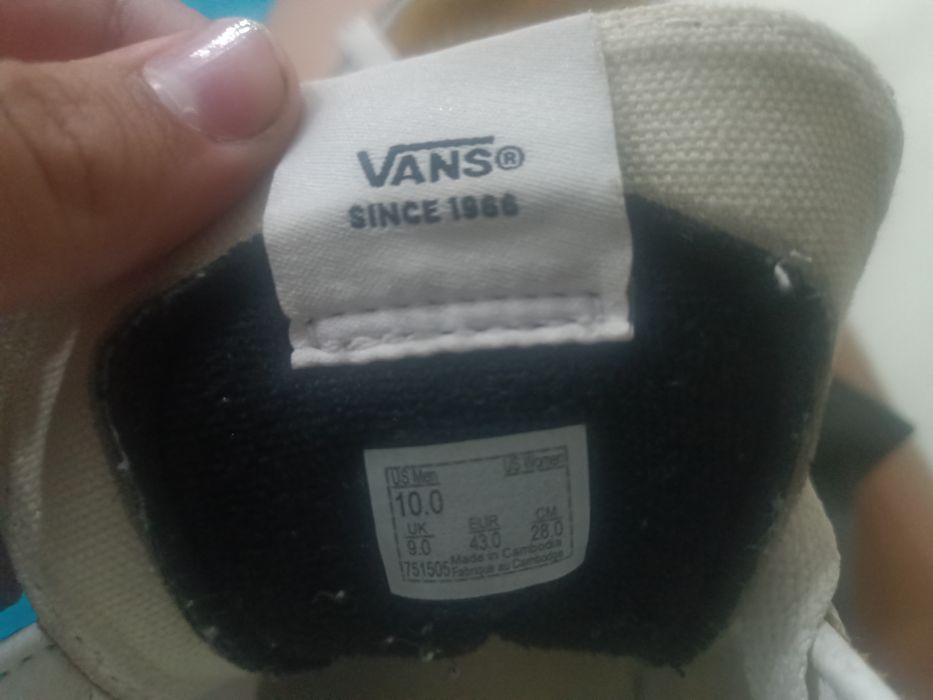 VANS®
SINCE 1966
US Men US Women
10.0
UK EUR CM
9.0 43.0 28.0
751505 Made in Cambodia
Fabriqué au Cambodge